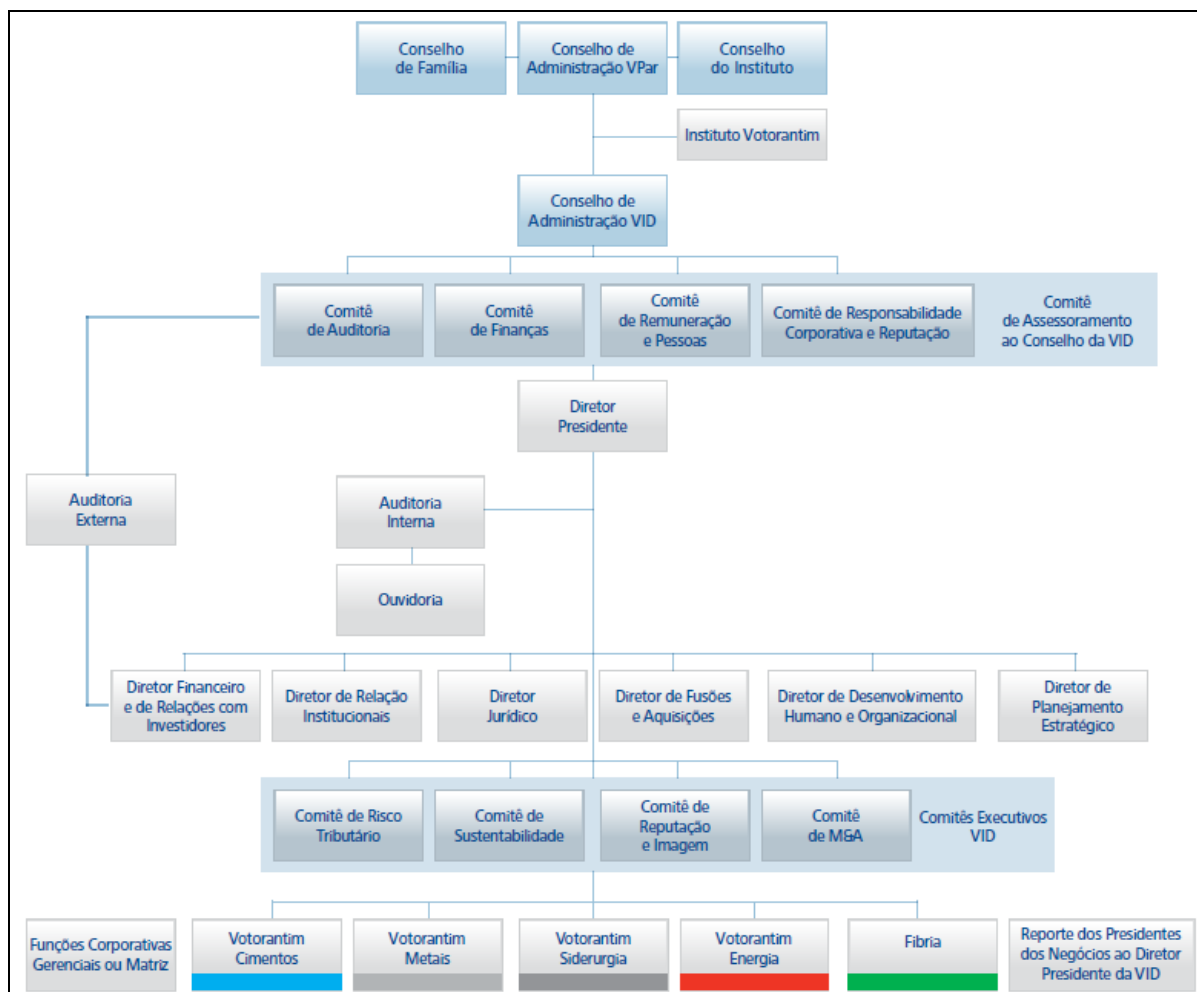 Conselho
de Família
Conselho de
Administração VPar
Conselho
do Instituto
Instituto Votorantim
Conselho de
Administração VID
Comitê
de Auditoria
Comitê
de Finanças
Comitê
de Remuneração
e Pessoas
Comitê de Responsabilidade
Corporativa e Reputação
Comitê
de Assessoramento
ao Conselho da VID
Diretor
Presidente
Auditoria
Externa
Auditoria
Interna
Ouvidoria
Diretor Financeiro
e de Relações com
Investidores
Diretor de Relação
Institucionais
Diretor
Jurídico
Diretor de Fusões
e Aquisições
Diretor de Desenvolvimento
Humano e Organizacional
Diretor de
Planejamento
Estratégico
Comitê de Risco
Tributário
Comitê de
Sustentabilidade
Comitê de
Reputação
e Imagem
Comitê
de M&A
Comitês Executivos
VID
Funções Corporativas
Gerenciais ou Matriz
Votorantim
Cimentos
Votorantim
Metais
Votorantim
Siderurgia
Votorantim
Energia
Fibria
Reporte dos Presidentes
dos Negócios ao Diretor
Presidente da VID